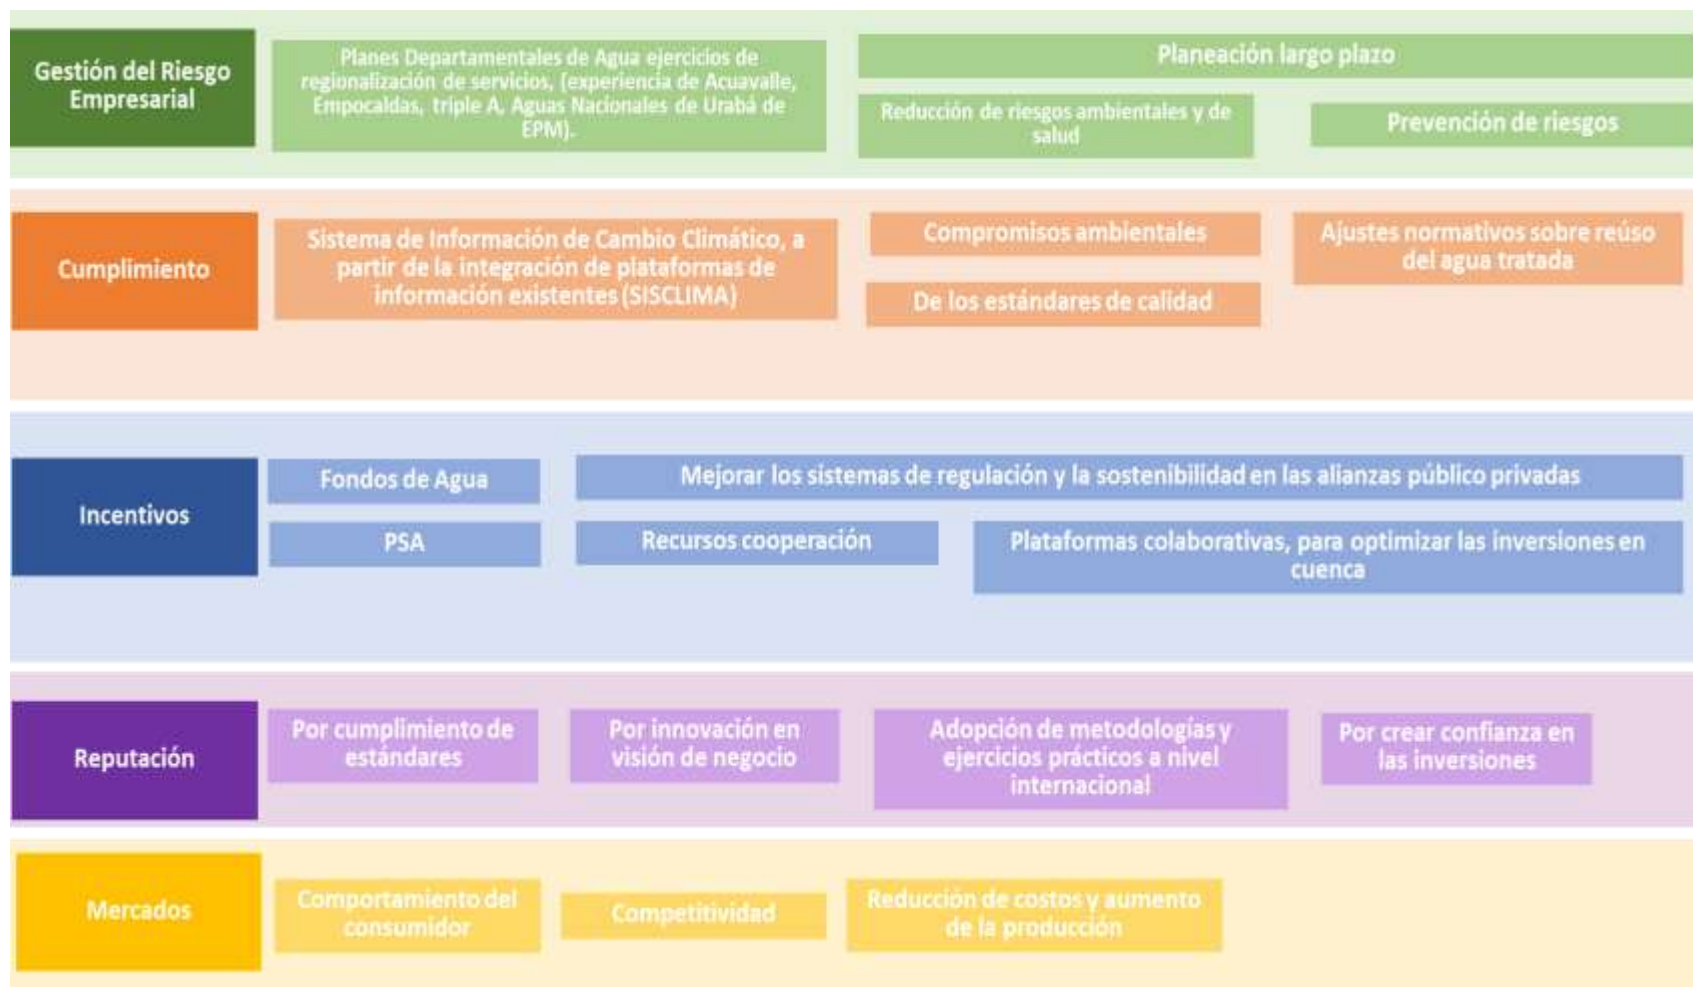 Gestión del Riesgo
Empresarial
Planes Departamentales de Agua ejercicios de
regionalización de servicios, (experiencia de Acuavalle,
Empocaldas, triple A, Aguas Nacionales de Urabá de
EPM).
Planeación largo plazo
Reducción de riesgos ambientales y de
salud
Prevención de riesgos
Cumplimiento
Sistema de Información de Cambio Climático, a
partir de la integración de plataformas de
información existentes (SISCLIMA)
Compromisos ambientales
De los estándares de calidad
Ajustes normativos sobre reúso
del agua tratada
Incentivos
Fondos de Agua
Mejorar los sistemas de regulación y la sostenibilidad en las alianzas público privadas
PSA
Recursos cooperación
Plataformas colaborativas, para optimizar las inversiones en
cuenca
Reputación
Por cumplimiento de
estándares
Por innovación en
visión de negocio
Adopción de metodologías y
ejercicios prácticos a nivel
internacional
Por crear confianza en
las inversiones
Mercados
Comportamiento del
consumidor
Competitividad
Reducción de costos y aumento
de la producción